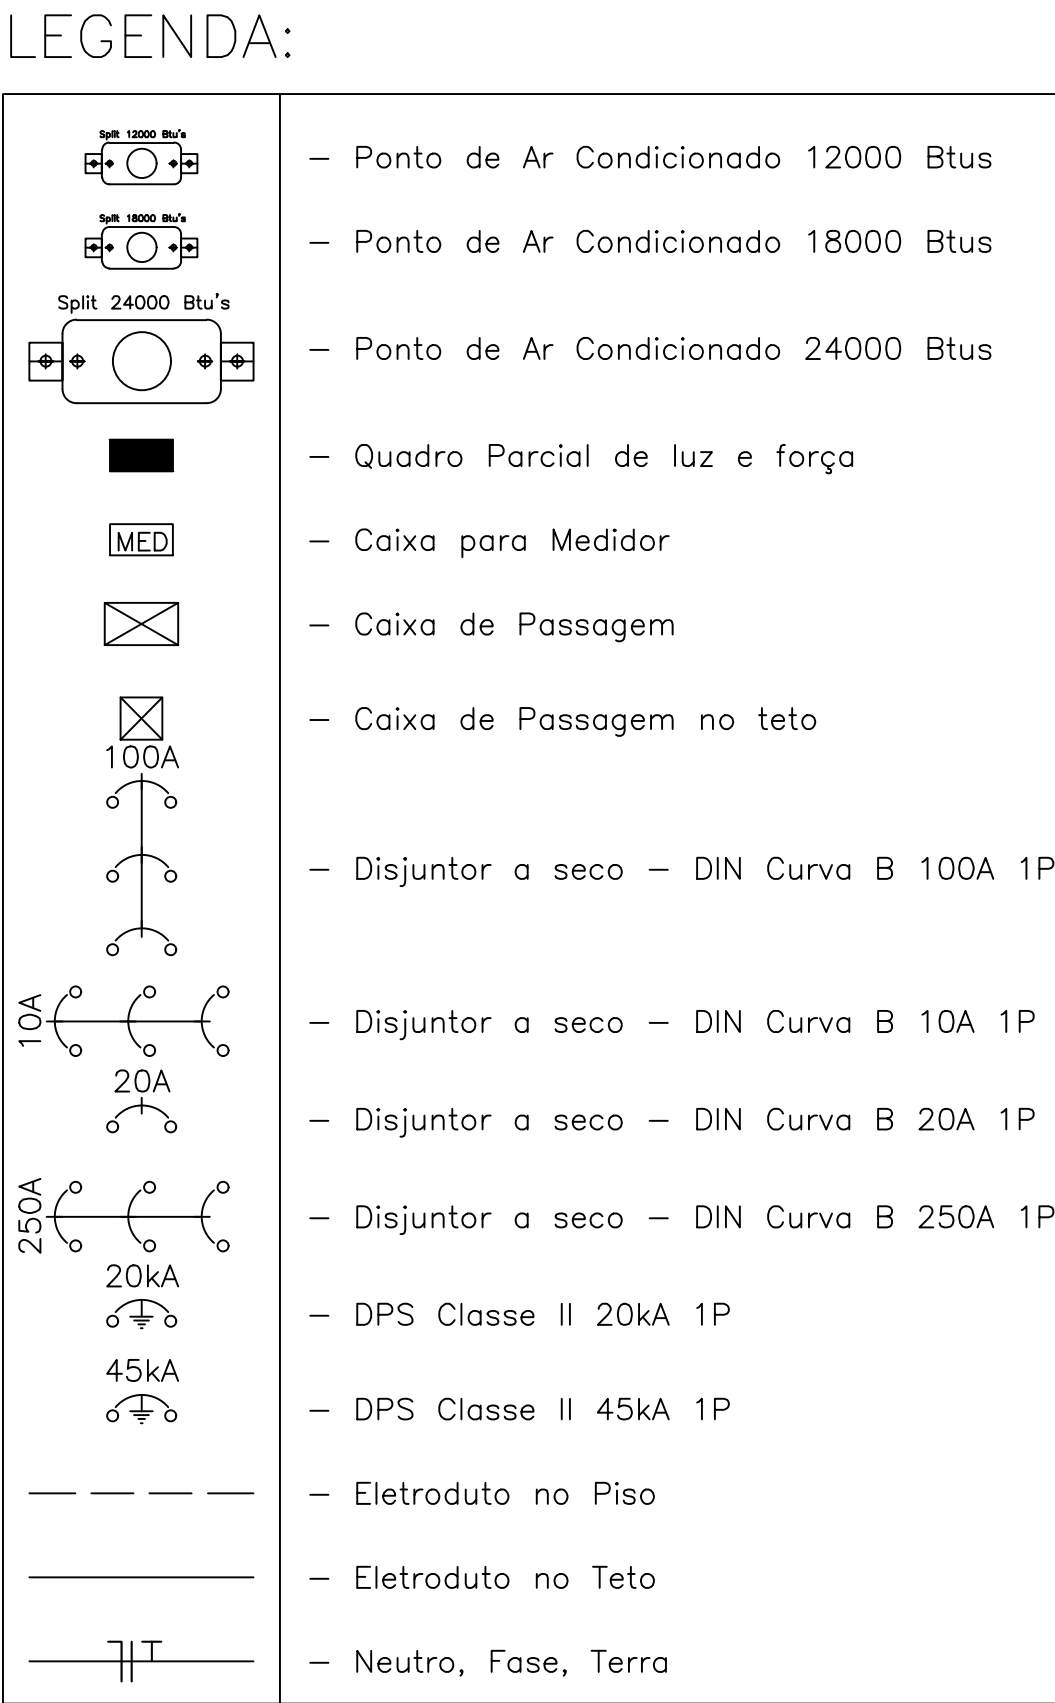 LEGENDA:
Split 12000 Btu's
– Ponto de Ar Condicionado 12000 Btus
Split 18000 Btu's
– Ponto de Ar Condicionado 18000 Btus
Split 24000 Btu's
– Ponto de Ar Condicionado 24000 Btus
– Quadro Parcial de luz e força
MED – Caixa para Medidor
– Caixa de Passagem
– Caixa de Passagem no teto
100A
– Disjuntor a seco – DIN Curva B 100A 1P
10A – Disjuntor a seco – DIN Curva B 10A 1P
20A
– Disjuntor a seco – DIN Curva B 20A 1P
250A – Disjuntor a seco – DIN Curva B 250A 1P
20kA
– DPS Classe II 20kA 1P
45kA
– DPS Classe II 45kA 1P
– Eletroduto no Piso
– Eletroduto no Teto
– Neutro, Fase, Terra